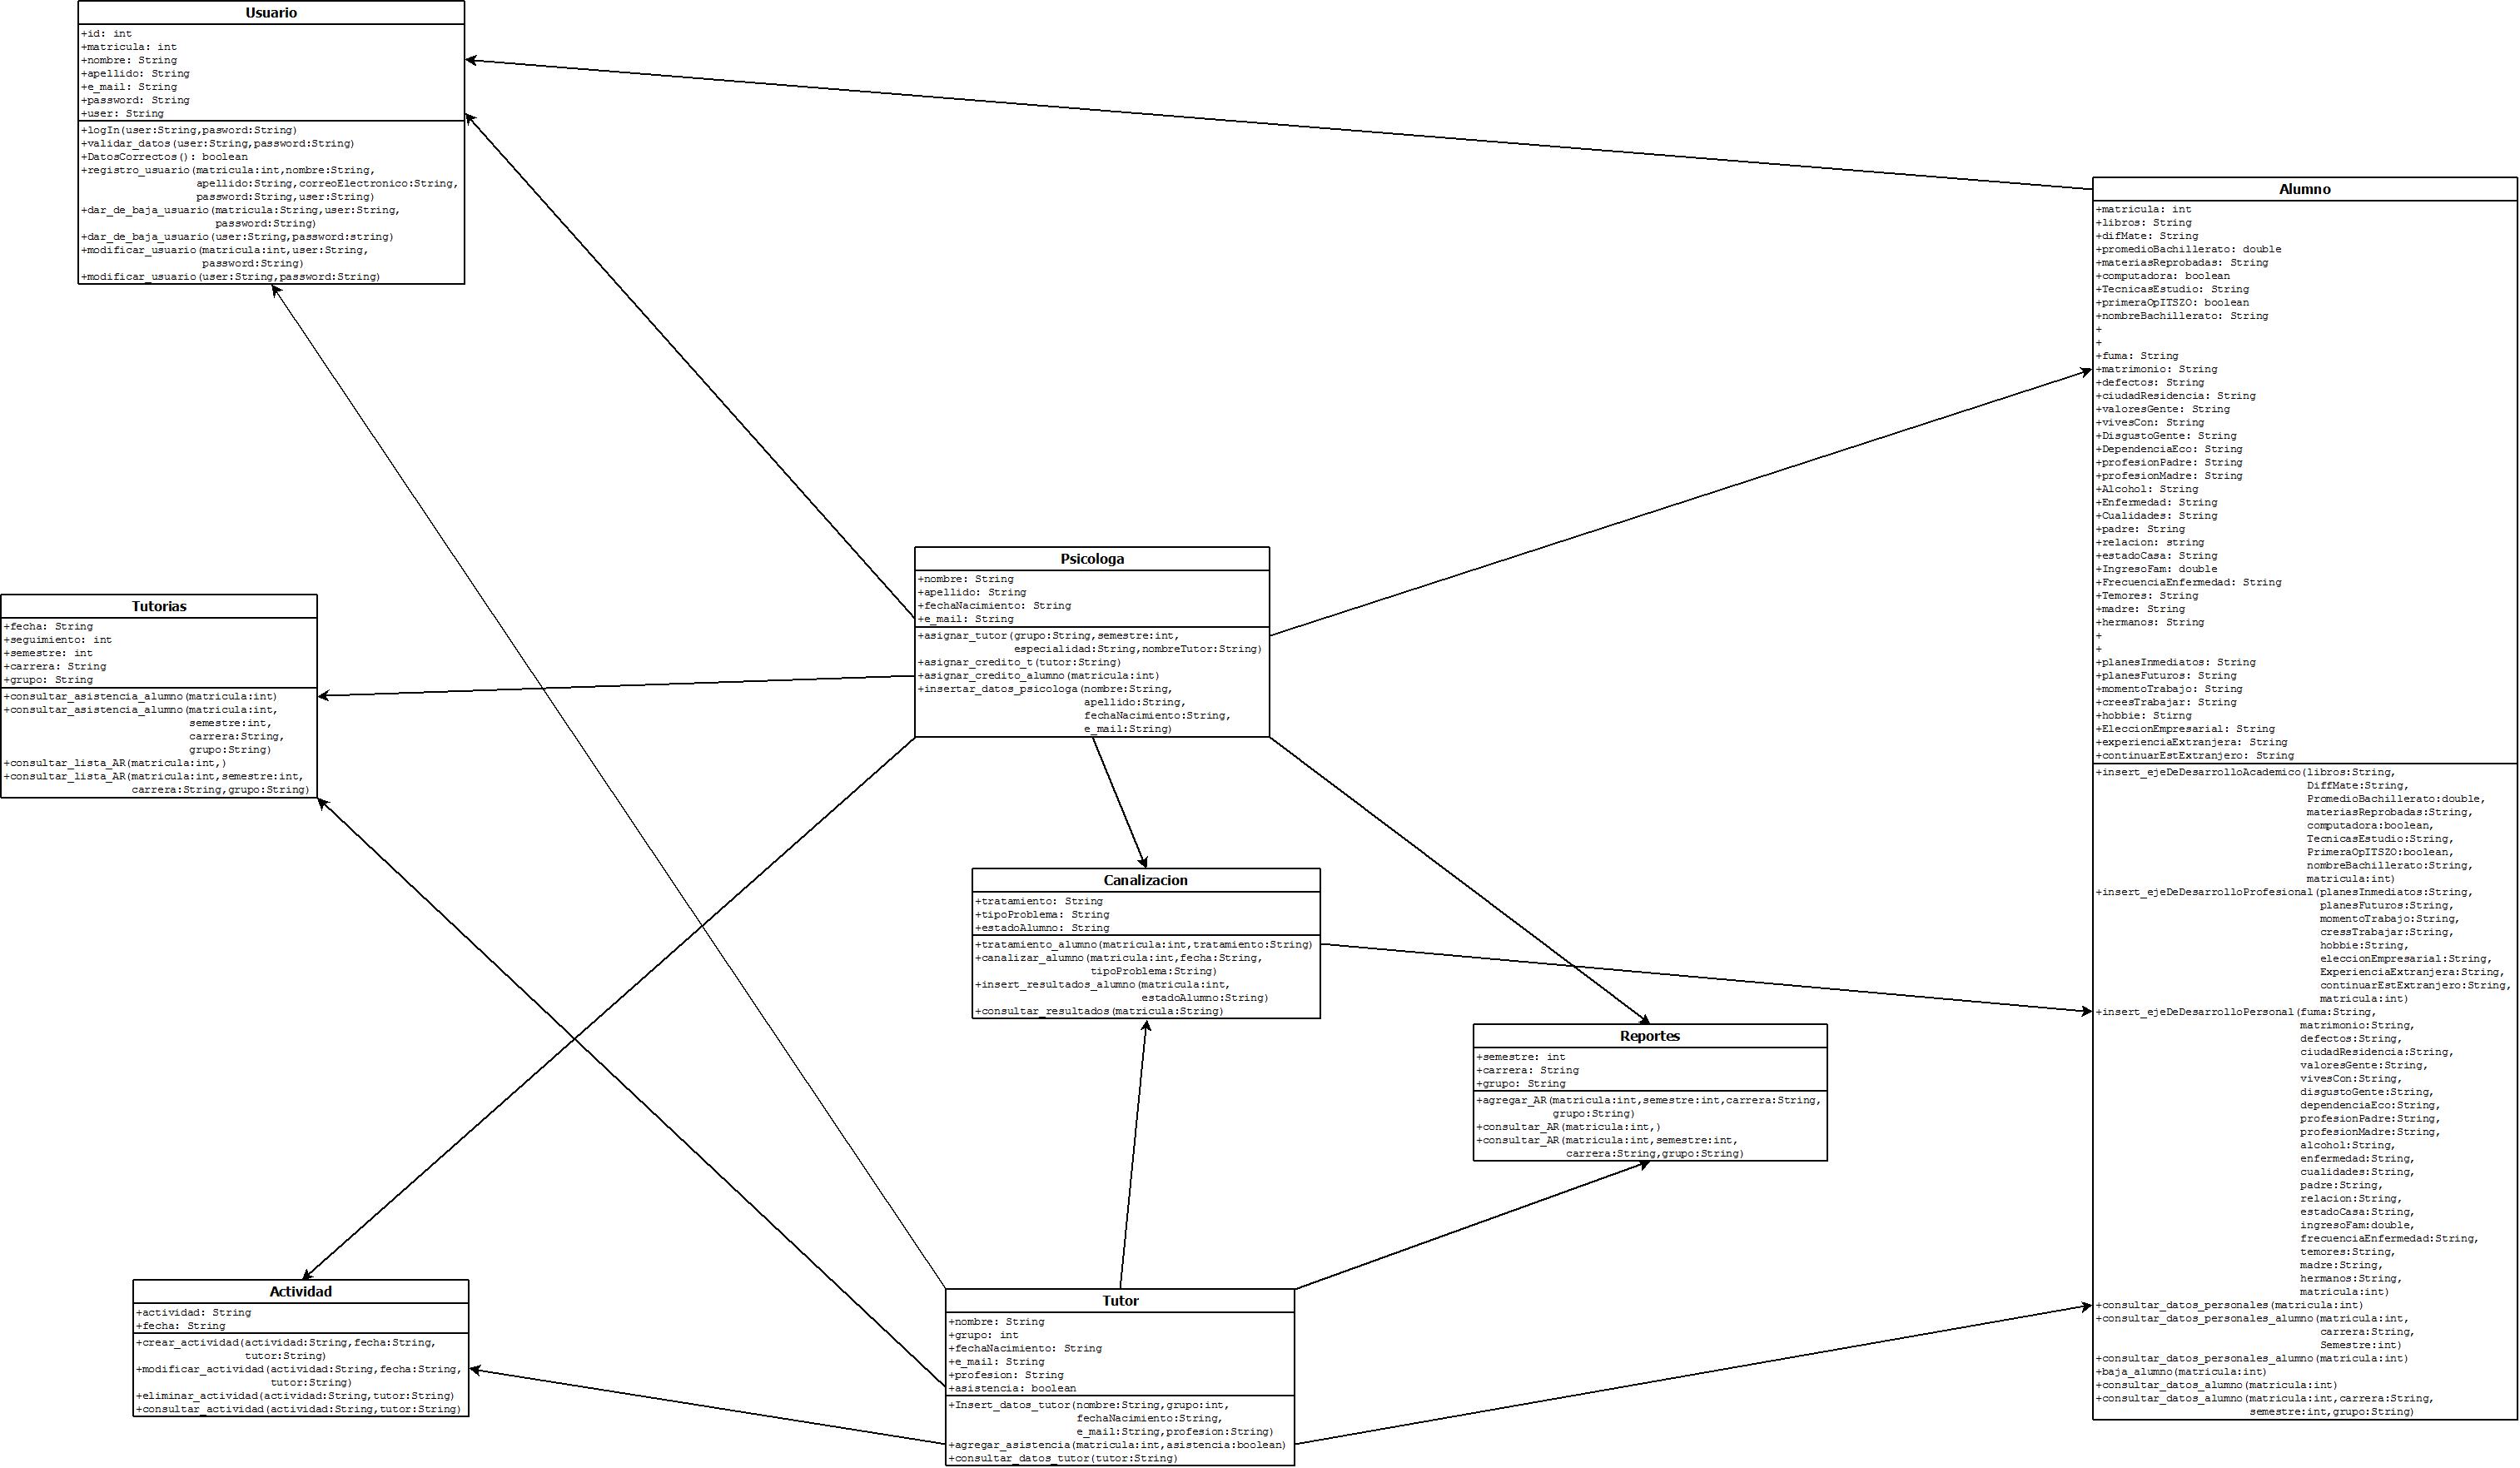 Usuario
+id: int
+matricula: int
+nombre: String
+apellido: String
+e_mail: String
+password: String
+user: String
+logIn(user:String,pasword:String)
+validar_datos(user:String,password:String)
+DatosCorrectos(): boolean
+registro_usuario(matricula:int,nombre:String,
apellido:String,correoElectronico:String,
password:String,user:String)
+dar_de_baja_usuario(matricula:String,user:String,
password:String)
+dar_de_baja_usuario(user:String,password:string)
+modificar_usuario(matricula:int,user:String,
password:String)
+modificar_usuario(user:String,password:String)
Alumno
+matricula: int
+libros: String
+difMate: String
+promedioBachillerato: double
+materiasReprobadas: String
+computadora: boolean
+TecnicasEstudio: String
+primeraOpITSZO: boolean
+nombreBachillerato: String
+
+
+fuma: String
+matrimonio: String
+defectos: String
+ciudadResidencia: String
+valoresGente: String
+vivesCon: String
+DisgustoGente: String
+DependenciaEco: String
+profesionPadre: String
+profesionMadre: String
+Alcohol: String
+Enfermedad: String
+Cualidades: String
+padre: String
+relacion: string
+estadoCasa: String
+IngresoFam: double
+FrecuenciaEnfermedad: String
+Temores: String
+madre: String
+hermanos: String
+
+
+planesInmediatos: String
+planesFuturos: String
+momentoTrabajo: String
+creesTrabajar: String
+hobbie: Stirng
+EleccionEmpresarial: String
+experienciaExtranjera: String
+continuarEstExtranjero: String
+insert_ejeDeDesarrolloAcademico(libros:String,
DiffMate:String,
PromedioBachillerato:double,
materiasReprobadas:String,
computadora:boolean,
TecnicasEstudio:String,
PrimeraOpITSZO:boolean,
nombreBachillerato:String,
matricula:int)
+insert_ejeDeDesarrolloProfesional(planesInmediatos:String,
planesFuturos:String,
momentoTrabajo:String,
cressTrabajar:String,
hobbie:String,
eleccionEmpresarial:String,
ExperienciaExtranjera:String,
continuarEstExtranjero:String,
matricula:int)
+insert_ejeDeDesarrolloPersonal(fuma:String,
matrimonio:String,
defectos:String,
ciudadResidencia:String,
valoresGente:String,
vivesCon:String,
disgustoGente:String,
dependenciaEco:String,
profesionPadre:String,
profesionMadre:String,
alcohol:String,
enfermedad:String,
cualidades:String,
padre:String,
relacion:String,
estadoCasa:String,
ingresoFam:double,
frecuenciaEnfermedad:String,
temores:String,
madre:String,
hermanos:String,
matricula:int)
+consultar_datos_personales(matricula:int)
+consultar_datos_personales_alumno(matricula:int,
carrera:String,
Semestre:int)
+consultar_datos_personales_alumno(matricula:int)
+baja_alumno(matricula:int)
+consultar_datos_alumno(matricula:int)
+consultar_datos_alumno(matricula:int,carrera:String,
semestre:int,grupo:String)
Psicologa
+nombre: String
+apellido: String
+fechaNacimiento: String
+e_mail: String
+asignar_tutor(grupo:String,semestre:int,
especialidad:String,nombreTutor:String)
+asignar_credito_t(tutor:String)
+asignar_credito_alumno(matricula:int)
+insertar_datos_psicologa(nombre:String,
apellido:String,
fechaNacimiento:String,
e_mail:String)
Tutorias
+fecha: String
+seguimiento: int
+semestre: int
+carrera: String
+grupo: String
+consultar_asistencia_alumno(matricula:int)
+consultar_asistencia_alumno(matricula:int,
semestre:int,
carrera:String,
grupo:String)
+consultar_lista_AR(matricula:int,)
+consultar_lista_AR(matricula:int,semestre:int,
carrera:String,grupo:String)
Canalizacion
+tratamiento: String
+tipoProblema: String
+estadoAlumno: String
+tratamiento_alumno(matricula:int,tratamiento:String)
+canalizar_alumno(matricula:int,fecha:String,
tipoProblema:String)
+insert_resultados_alumno(matricula:int,
estadoAlumno:String)
+consultar_resultados(matricula:String)
Reportes
+semestre: int
+carrera: String
+grupo: String
+agregar_AR(matricula:int,semestre:int,carrera:String,
grupo:String)
+consultar_AR(matricula:int,)
+consultar_AR(matricula:int,semestre:int,
carrera:String,grupo:String)
Actividad
+actividad: String
+fecha: String
+crear_actividad(actividad:String,fecha:String,
tutor:String)
+modificar_actividad(actividad:String,fecha:String,
tutor:String)
+eliminar_actividad(actividad:String,tutor:String)
+consultar_actividad(actividad:String,tutor:String)
Tutor
+nombre: String
+grupo: int
+fechaNacimiento: String
+e_mail: String
+profesion: String
+asistencia: boolean
+Insert_datos_tutor(nombre:String,grupo:int,
fechaNacimiento:String,
e_mail:String,profesion:String)
+agregar_asistencia(matricula:int,asistencia:boolean)
+consultar_datos_tutor(tutor:String)